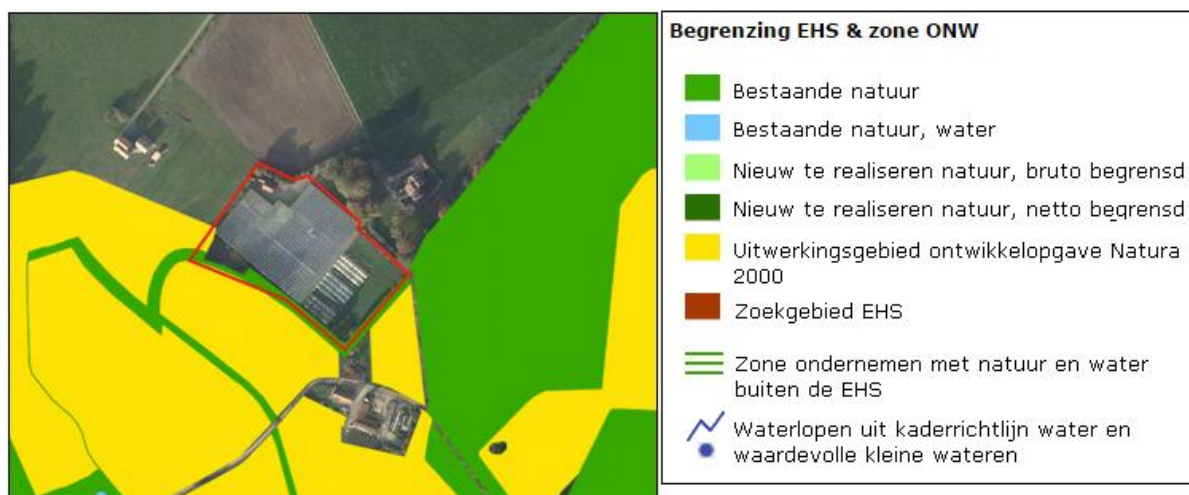 Begrenzing EHS & zone ONW
Bestaande natuur
Bestaande natuur, water
Nieuw te realiseren natuur, bruto begrensd
Nieuw te realiseren natuur, netto begrensd
Uitwerkingsgebied ontwikkelopgave Natura
2000
Zoekgebied EHS
Zone ondernemen met natuur en water
buiten de EHS
Waterlopen uit kaderrichtlijn water en
waardevolle kleine wateren